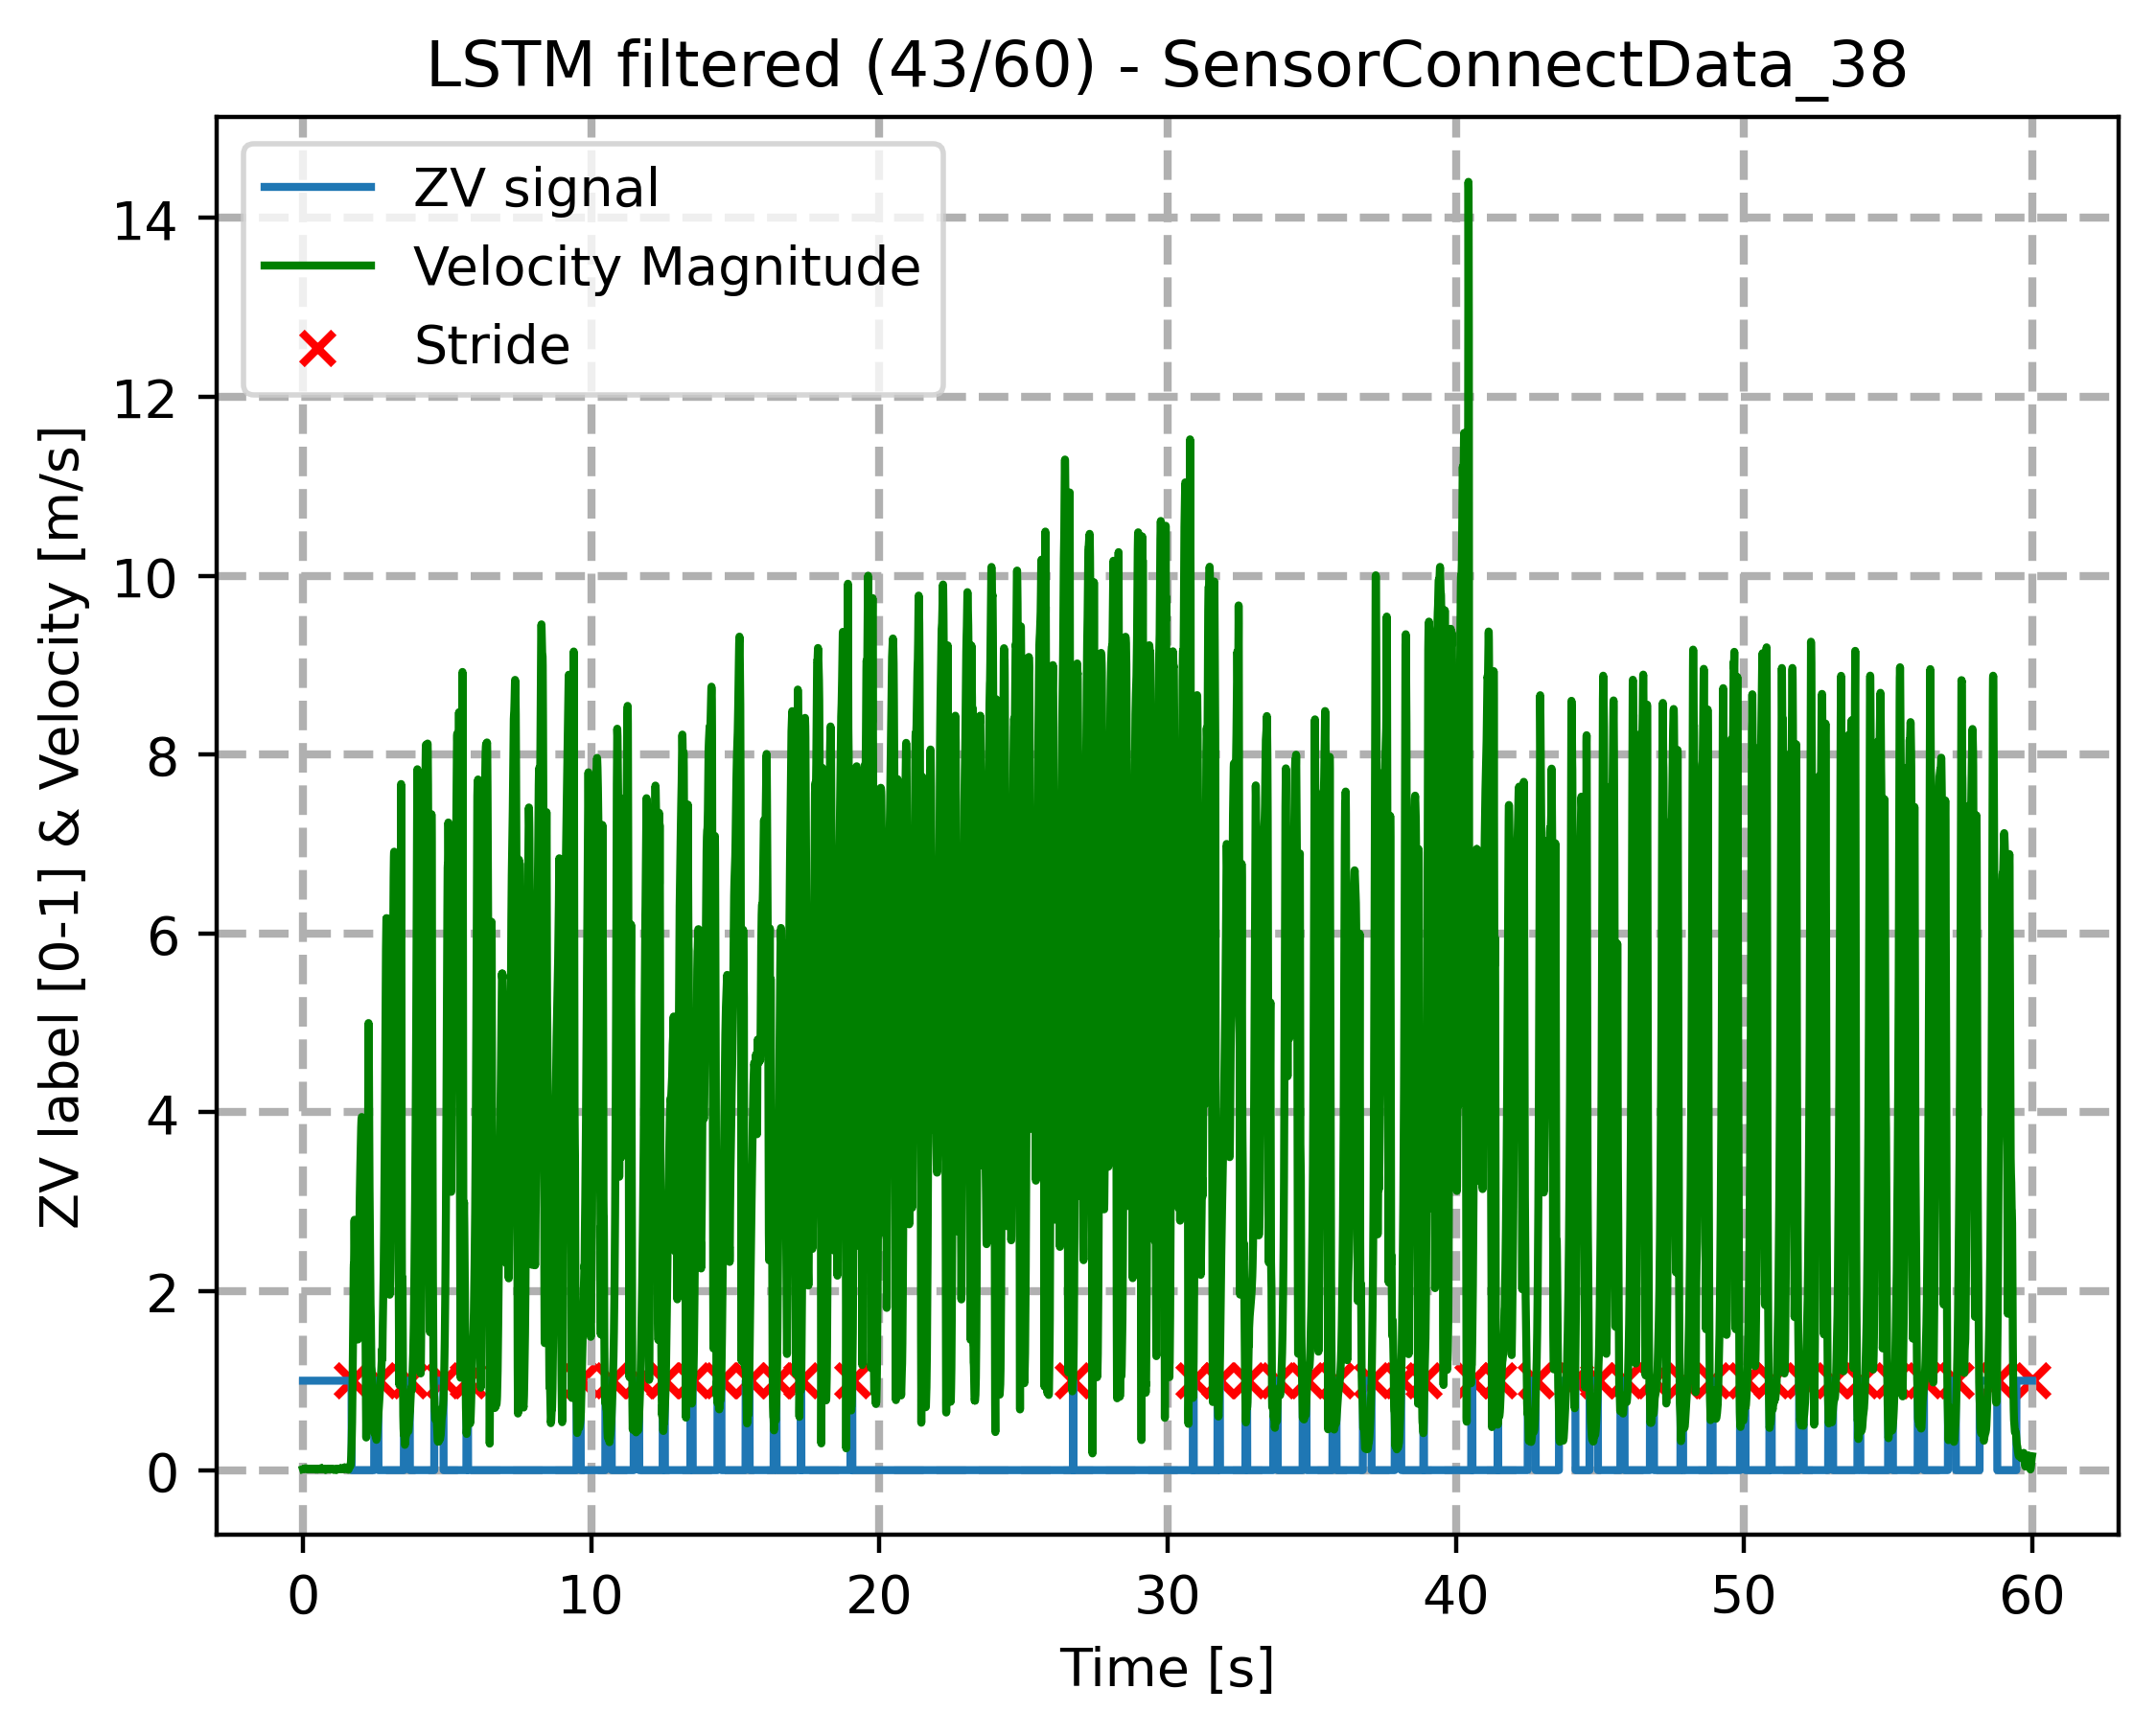 LSTM filtered (43/60) - SensorConnectData_38
ZV signal
Velocity Magnitude
Stride
ZV label [0-1] & Velocity [m/s]
14
12
10
8
6
4
2
0
0 10 20 30 40 50 60
Time [s]